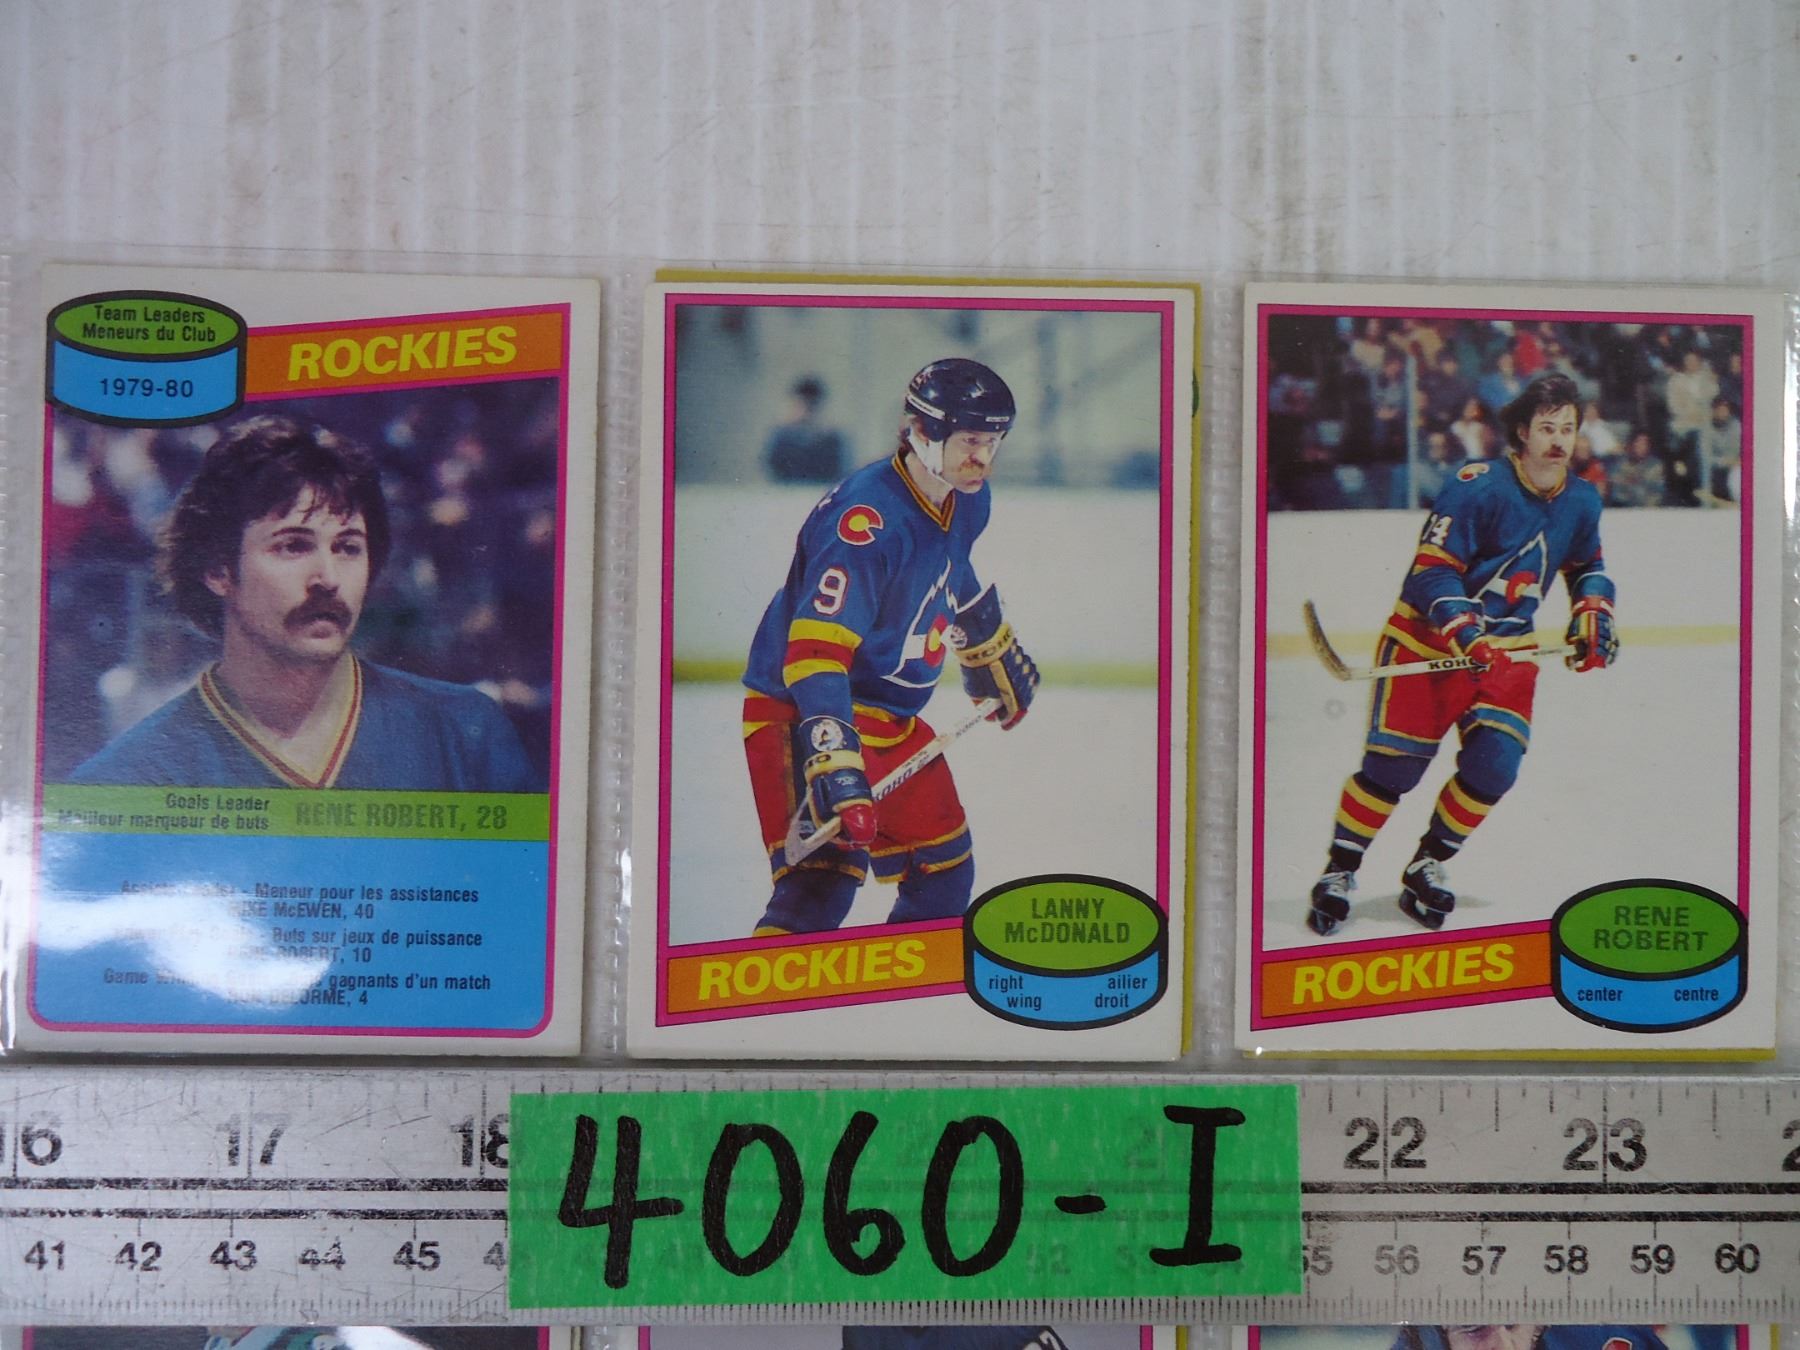 Team Leaders
Meneurs du Club
1979-80
ROCKIES
Goals Leader
Meilleur marqueur de buts
RENE ROBERT, 28
Meneur pour les assistances
MIKE McEWEN, 40
Buts sur jeux de puissance
RENE ROBERT, 10
gagnants d'un match
RON DELORME, 4
9
KOHO
ROCKIES
LANNY
McDONALD
right wing
ailier droit
KOHO
ROCKIES
RENE
ROBERT
center
centre
17
22
23
4060-I
41 42 43 44 45
55 56 57 58 59 60